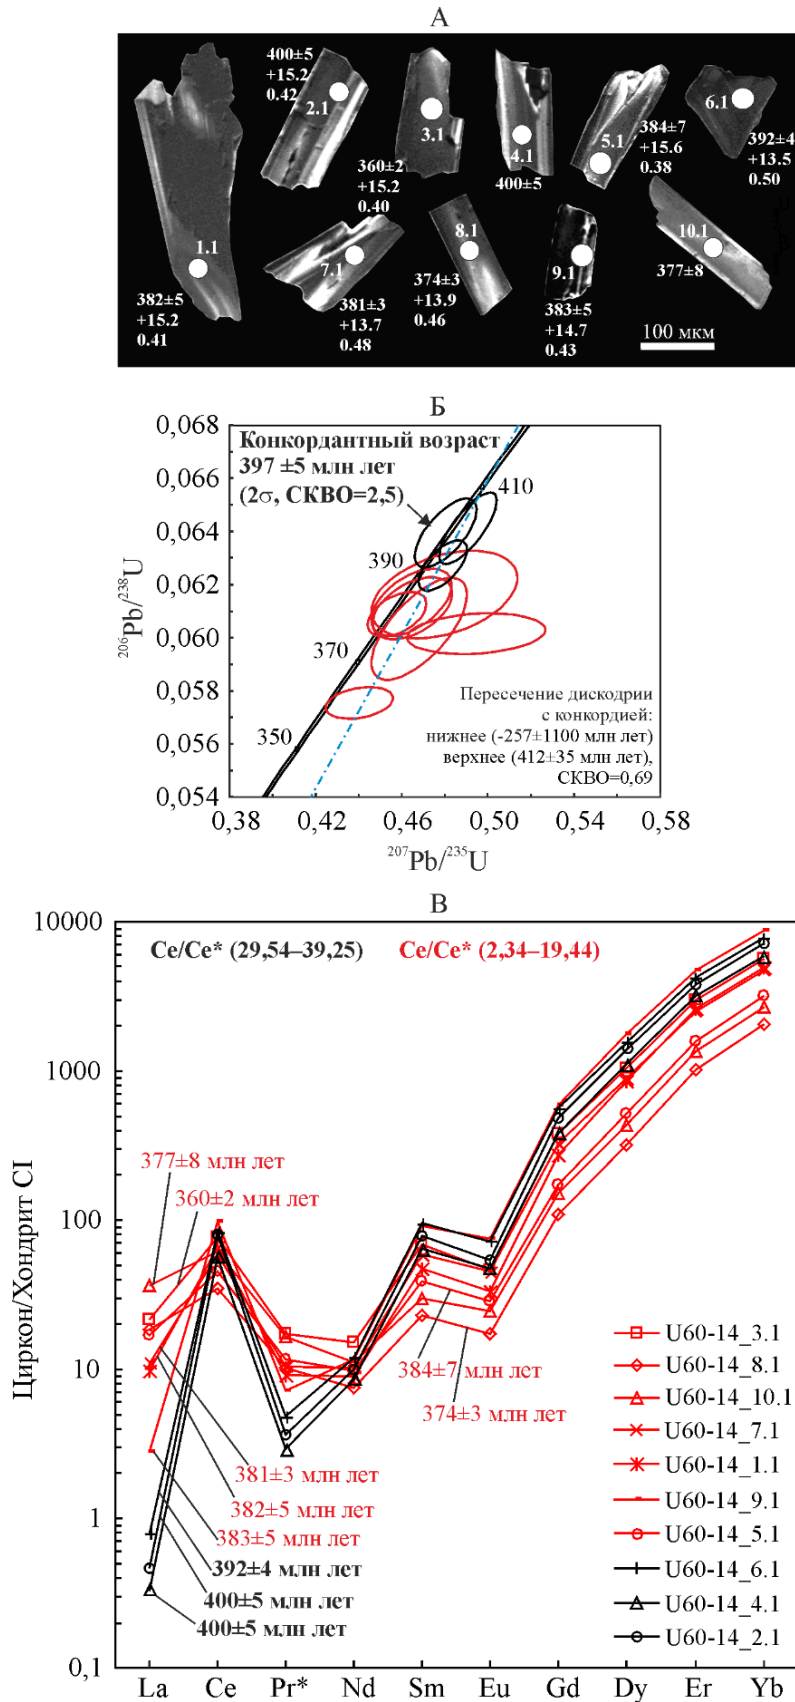 А
400±5
+15.2
0.42
2.1
3.1
360±2
+15.2
0.40
4.1
400±5
5.1
384±7
+15.6
0.38
6.1
392±4
+13.5
0.50
1.1
382±5
+15.2
0.41
7.1
381±3
+13.7
0.48
8.1
374±3
+13.9
0.46
9.1
383±5
+14.7
0.43
10.1
377±8
100 мкм
Б
0,068
0,066
0,064
0,062
0,060
0,058
0,056
0,054
²⁰⁶Pb/²³⁸U
Конкордантный возраст
397 ±5 млн лет
(2σ, СКВО=2,5)
410
390
370
350
Пересечение дискодрии
с конкордией:
нижнее (-257±1100 млн лет)
верхнее (412±35 млн лет),
СКВО=0,69
0,38 0,42 0,46 0,50 0,54 0,58
²⁰⁷Pb/²³⁵U
В
10000
1000
100
10
1
0,1
Циркон/Хондрит CI
Ce/Ce* (29,54–39,25) Ce/Ce* (2,34–19,44)
377±8 млн лет
360±2 млн лет
384±7 млн лет
374±3 млн лет
381±3 млн лет
382±5 млн лет
383±5 млн лет
392±4 млн лет
400±5 млн лет
400±5 млн лет
U60-14_3.1
U60-14_8.1
U60-14_10.1
U60-14_7.1
U60-14_1.1
U60-14_9.1
U60-14_5.1
U60-14_6.1
U60-14_4.1
U60-14_2.1
La Ce Pr* Nd Sm Eu Gd Dy Er Yb